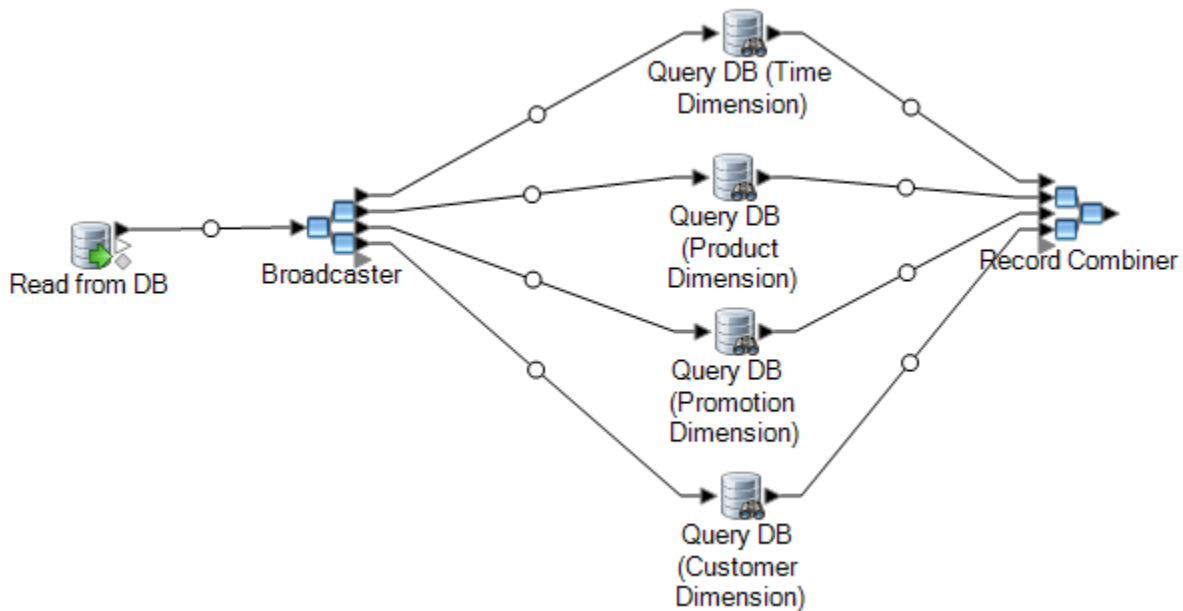 Query DB (Time
Dimension)
Query DB
(Product
Dimension)
Read from DB
Broadcaster
Record Combiner
Query DB
(Promotion
Dimension)
Query DB
(Customer
Dimension)